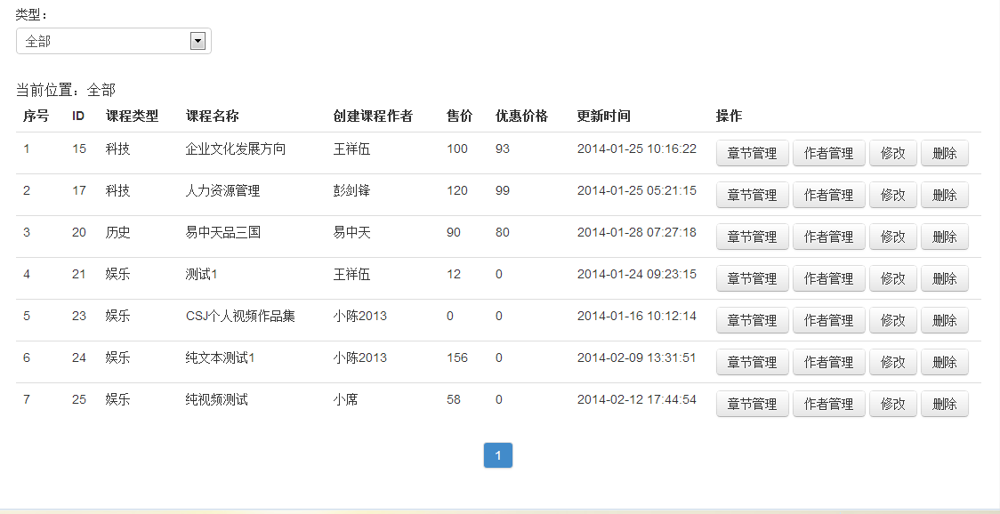 类型：
全部
当前位置：全部
序号 ID 课程类型 课程名称 创建课程作者 售价 优惠价格 更新时间 操作
1 15 科技 企业文化发展方向 王祥伍 100 93 2014-01-25 10:16:22 章节管理 作者管理 修改 删除
2 17 科技 人力资源管理 彭剑锋 120 99 2014-01-25 05:21:15 章节管理 作者管理 修改 删除
3 20 历史 易中天品三国 易中天 90 80 2014-01-28 07:27:18 章节管理 作者管理 修改 删除
4 21 娱乐 测试1 王祥伍 12 0 2014-01-24 09:23:15 章节管理 作者管理 修改 删除
5 23 娱乐 CSJ个人视频作品集 小陈2013 0 0 2014-01-16 10:12:14 章节管理 作者管理 修改 删除
6 24 娱乐 纯文本测试1 小陈2013 156 0 2014-02-09 13:31:51 章节管理 作者管理 修改 删除
7 25 娱乐 纯视频测试 小席 58 0 2014-02-12 17:44:54 章节管理 作者管理 修改 删除
1